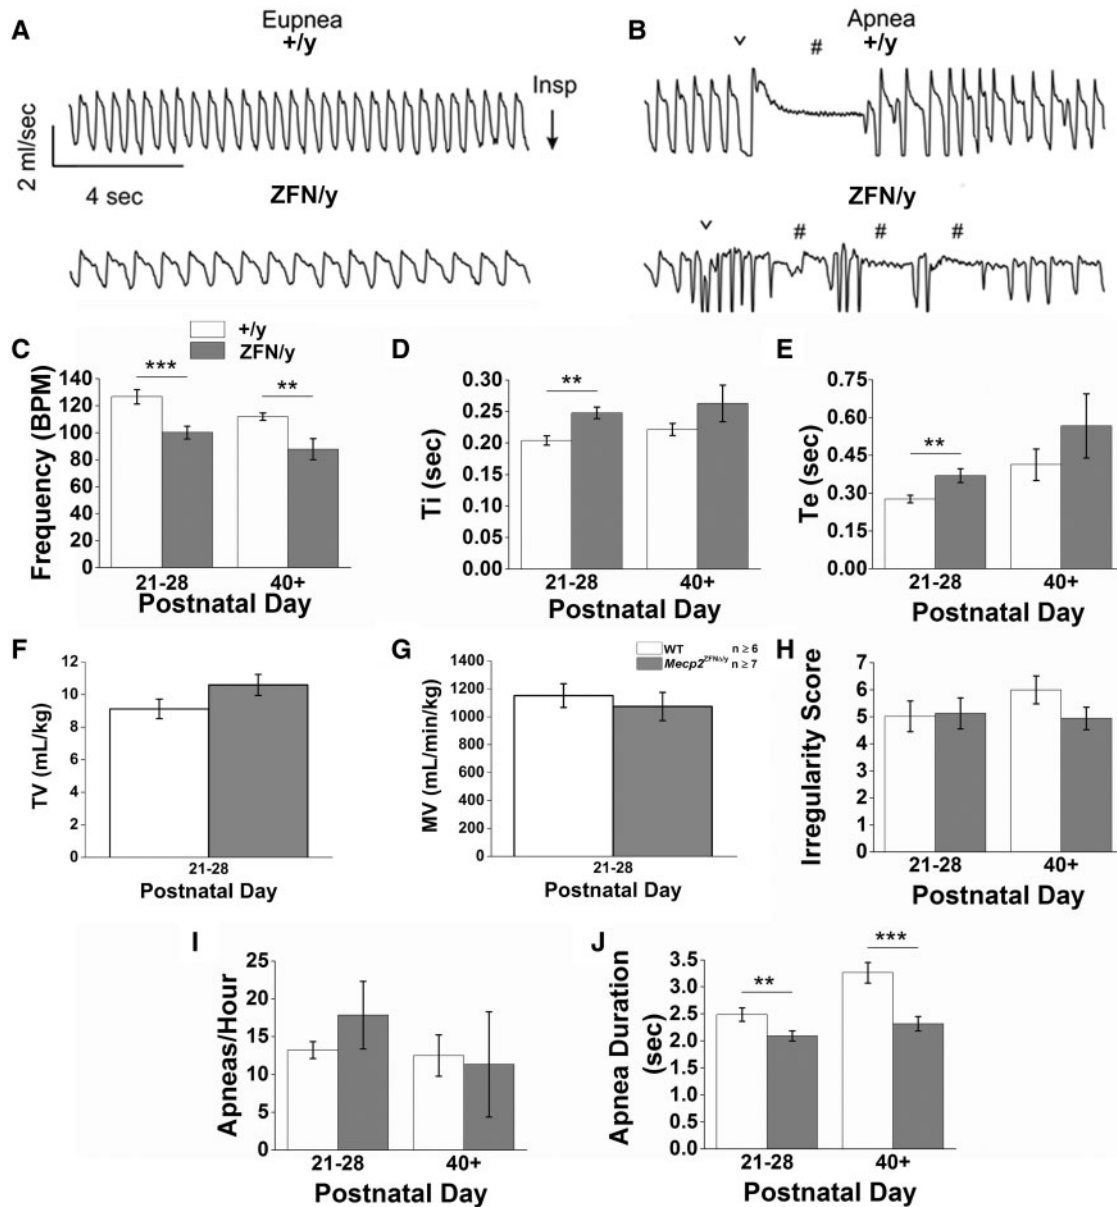 A
Eupnea
+/y
Insp
2 ml/sec
4 sec
ZFN/y
B
Apnea
+/y
#
ZFN/y
# # #
C
+/y
ZFN/y
***
**
Frequency (BPM)
140
120
100
80
60
40
20
0
21-28 40+
Postnatal Day
D
**
Ti (sec)
0.30
0.25
0.20
0.15
0.10
0.05
0.00
21-28 40+
Postnatal Day
E
**
Te (sec)
0.75
0.60
0.45
0.30
0.15
0.00
21-28 40+
Postnatal Day
F
TV (mL/kg)
12
10
8
6
4
2
0
21-28
Postnatal Day
G
WT n ≥ 6
Mecp2ZFNΔ/y n ≥ 7
MV (mL/min/kg)
1400
1200
1000
800
600
400
200
0
21-28
Postnatal Day
H
Irregularity Score
7
6
5
4
3
2
1
0
21-28 40+
Postnatal Day
I
Apneas/Hour
25
20
15
10
5
0
21-28 40+
Postnatal Day
J
**
***
Apnea Duration
(sec)
3.5
3.0
2.5
2.0
1.5
1.0
0.5
0.0
21-28 40+
Postnatal Day